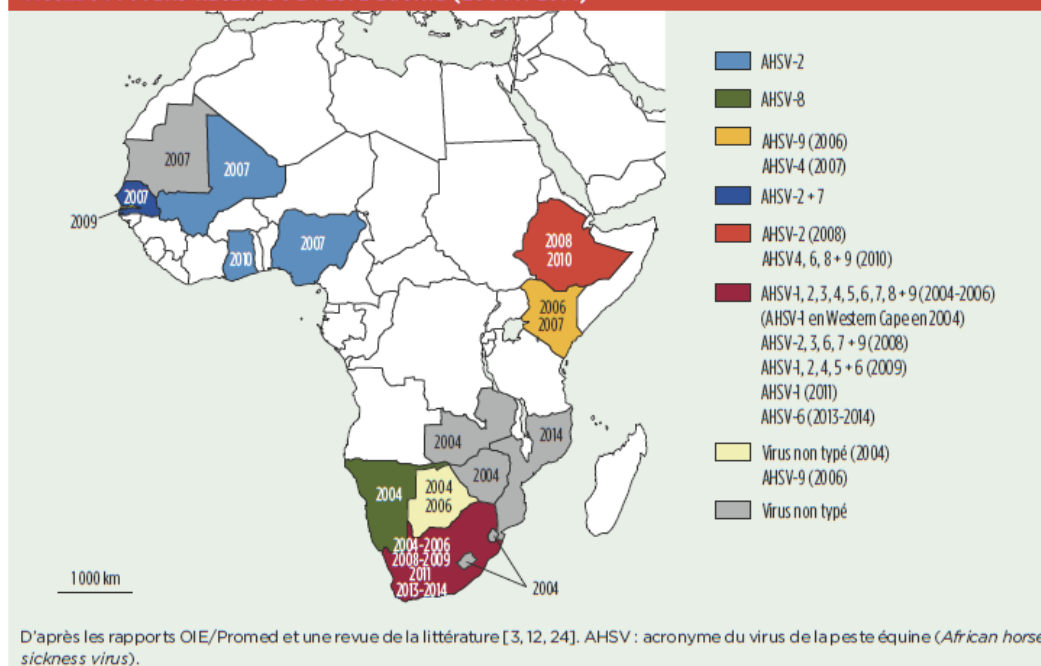 2007
2007
2007
2009
2010
2007
2008
2010
2006
2007
2004
2014
2004
2004
2004
2006
2004-2006
2008-2009
2011
2013-2014
2004
1000 km
AHSV-2
AHSV-8
AHSV-9 (2006)
AHSV-4 (2007)
AHSV-2 + 7
AHSV-2 (2008)
AHSV4, 6, 8 + 9 (2010)
AHSV-1, 2, 3, 4, 5, 6, 7, 8 + 9 (2004-2006)
(AHSV-1 en Western Cape en 2004)
AHSV-2, 3, 6, 7 + 9 (2008)
AHSV-1, 2, 4, 5 + 6 (2009)
AHSV-1 (2011)
AHSV-6 (2013-2014)
Virus non typé (2004)
AHSV-9 (2006)
Virus non typé
D'après les rapports OIE/Promed et une revue de la littérature [3, 12, 24]. AHSV : acronyme du virus de la peste équine (African horse
sickness virus).